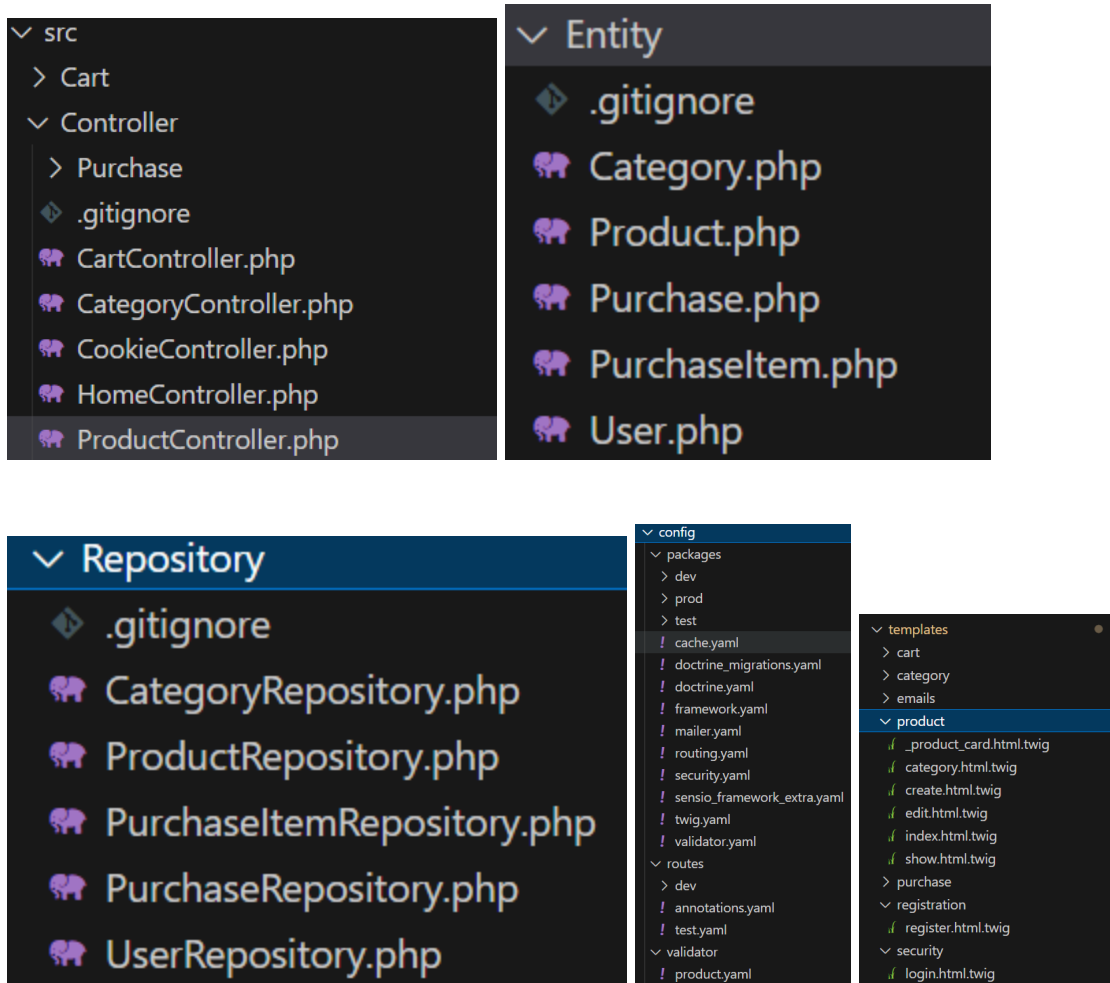 src
Cart
Controller
Purchase
.gitignore
CartController.php
CategoryController.php
CookieController.php
HomeController.php
ProductController.php
Entity
.gitignore
Category.php
Product.php
Purchase.php
PurchaseItem.php
User.php
Repository
.gitignore
CategoryRepository.php
ProductRepository.php
PurchaseItemRepository.php
PurchaseRepository.php
UserRepository.php
config
packages
dev
prod
test
cache.yaml
doctrine_migrations.yaml
doctrine.yaml
framework.yaml
mailer.yaml
routing.yaml
security.yaml
sensio_framework_extra.yaml
twig.yaml
validator.yaml
routes
dev
annotations.yaml
test.yaml
validator
product.yaml
templates
cart
category
emails
product
_product_card.html.twig
category.html.twig
create.html.twig
edit.html.twig
index.html.twig
show.html.twig
purchase
registration
register.html.twig
security
login.html.twig